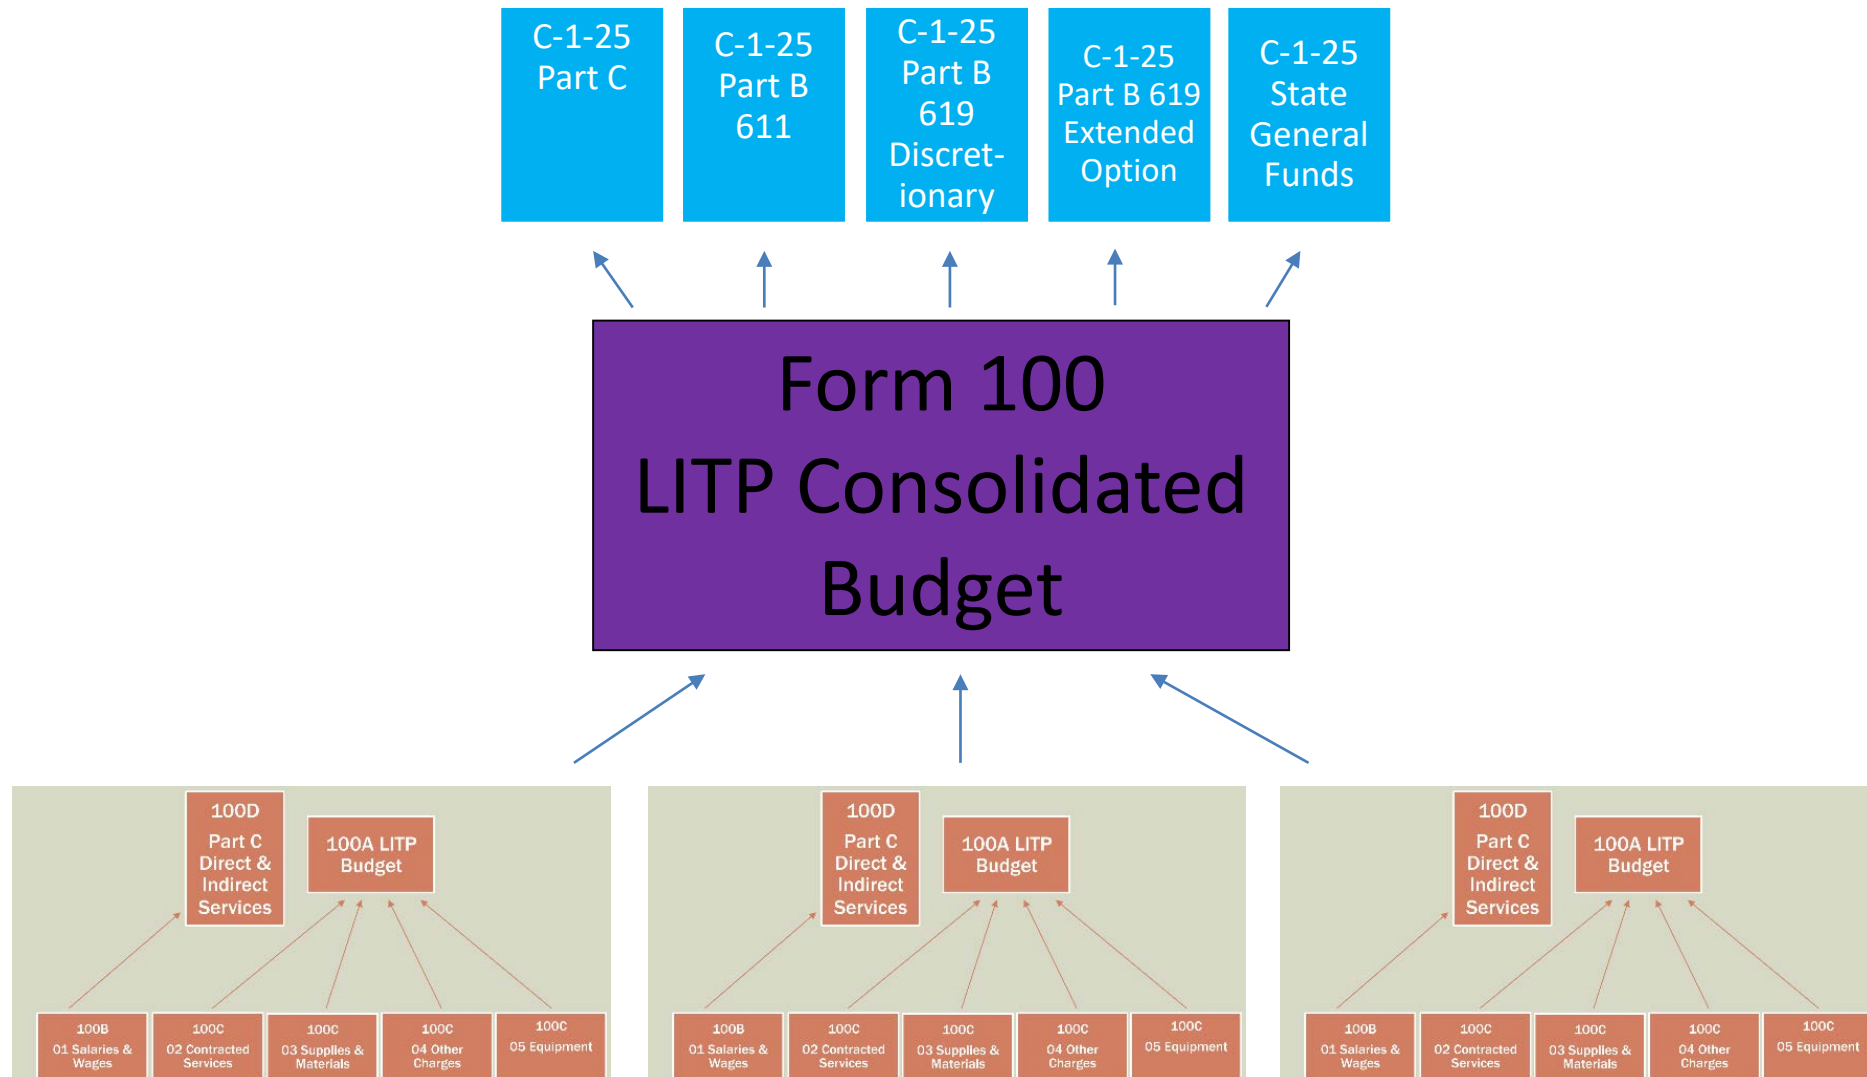 C-1-25
Part C
C-1-25
Part B
611
C-1-25
Part B
619
Discret-
ionary
C-1-25
Part B 619
Extended
Option
C-1-25
State
General
Funds
Form 100
LITP Consolidated
Budget
100D
Part C
Direct &
Indirect
Services
100A LITP
Budget
100B
01 Salaries &
Wages
100C
02 Contracted
Services
100C
03 Supplies &
Materials
100C
04 Other
Charges
100C
05 Equipment
100D
Part C
Direct &
Indirect
Services
100A LITP
Budget
100B
01 Salaries &
Wages
100C
02 Contracted
Services
100C
03 Supplies &
Materials
100C
04 Other
Charges
100C
05 Equipment
100D
Part C
Direct &
Indirect
Services
100A LITP
Budget
100B
01 Salaries &
Wages
100C
02 Contracted
Services
100C
03 Supplies &
Materials
100C
04 Other
Charges
100C
05 Equipment